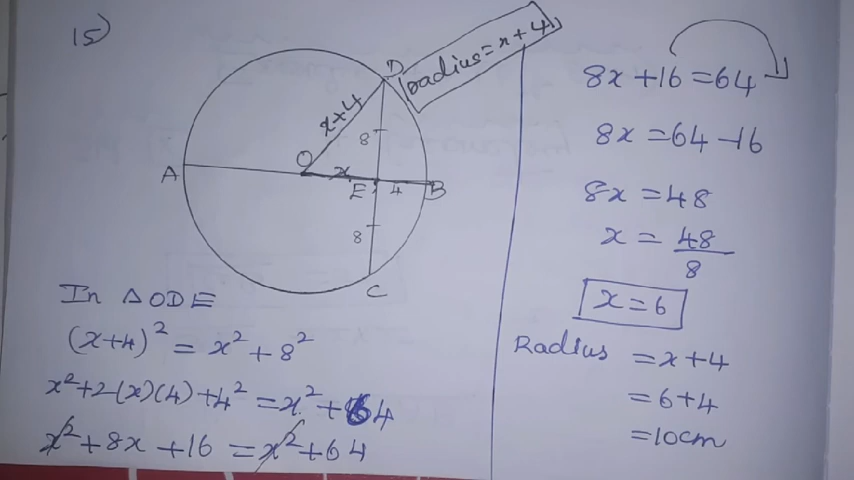 15)
D
radius = x+4
x+4
8
O
x
A
E
4
B
8
C
In △ODE
(x+4)² = x² + 8²
x² + 2(x)(4) + 4² = x² + 64
x² + 8x + 16 = x² + 64
8x + 16 = 64
8x = 64 - 16
8x = 48
x = 48/8
x = 6
Radius = x + 4
= 6 + 4
= 10cm